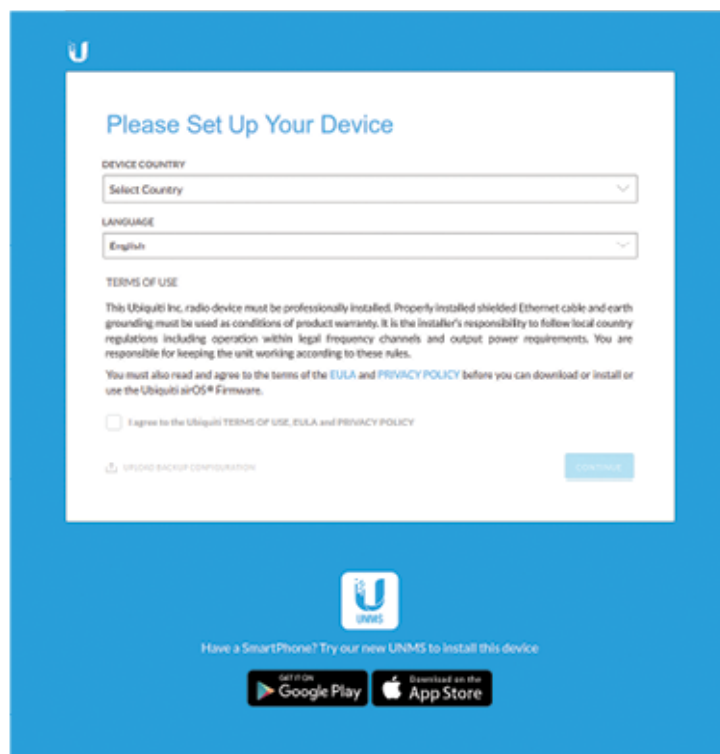 Please Set Up Your Device
DEVICE COUNTRY
Select Country
LANGUAGE
English
TERMS OF USE
This Ubiquiti Inc. radio device must be professionally installed. Properly installed shielded Ethernet cable and earth
grounding must be used as conditions of product warranty. It is the installer's responsibility to follow local country
regulations including operation within legal frequency channels and output power requirements. You are
responsible for keeping the unit working according to these rules.
You must also read and agree to the terms of the EULA and PRIVACY POLICY before you can download or install or
use the Ubiquiti airOS® Firmware.
I agree to the Ubiquiti TERMS OF USE, EULA and PRIVACY POLICY
UPLOAD BACKUP CONFIGURATION
CONTINUE
UNMS
Have a SmartPhone? Try our new UNMS to install this device
GET IT ON
Google Play
Download on the
App Store